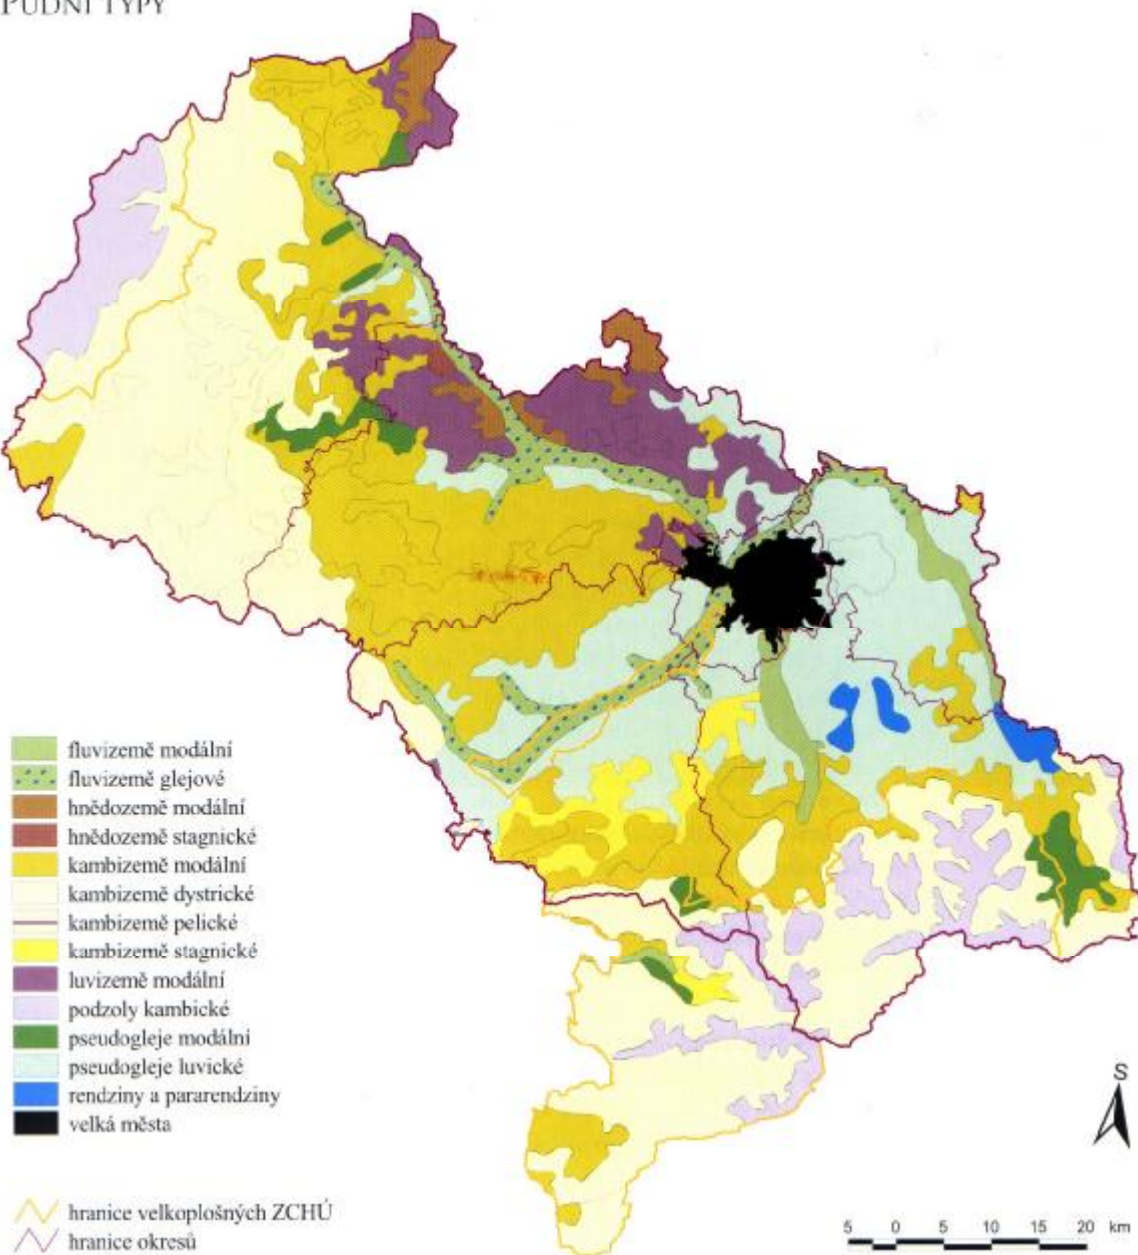 PŮDNÍ TYPY
fluvizemě modální
fluvizemě glejové
hnědozemě modální
hnědozemě stagnické
kambizemě modální
kambizemě dystrické
kambizemě pelické
kambizemě stagnické
luvizemě modální
podzoly kambické
pseudogleje modální
pseudogleje luvické
rendziny a pararendziny
velká města
hranice velkoplošných ZCHÚ
hranice okresů
S
5 0 5 10 15 20 km